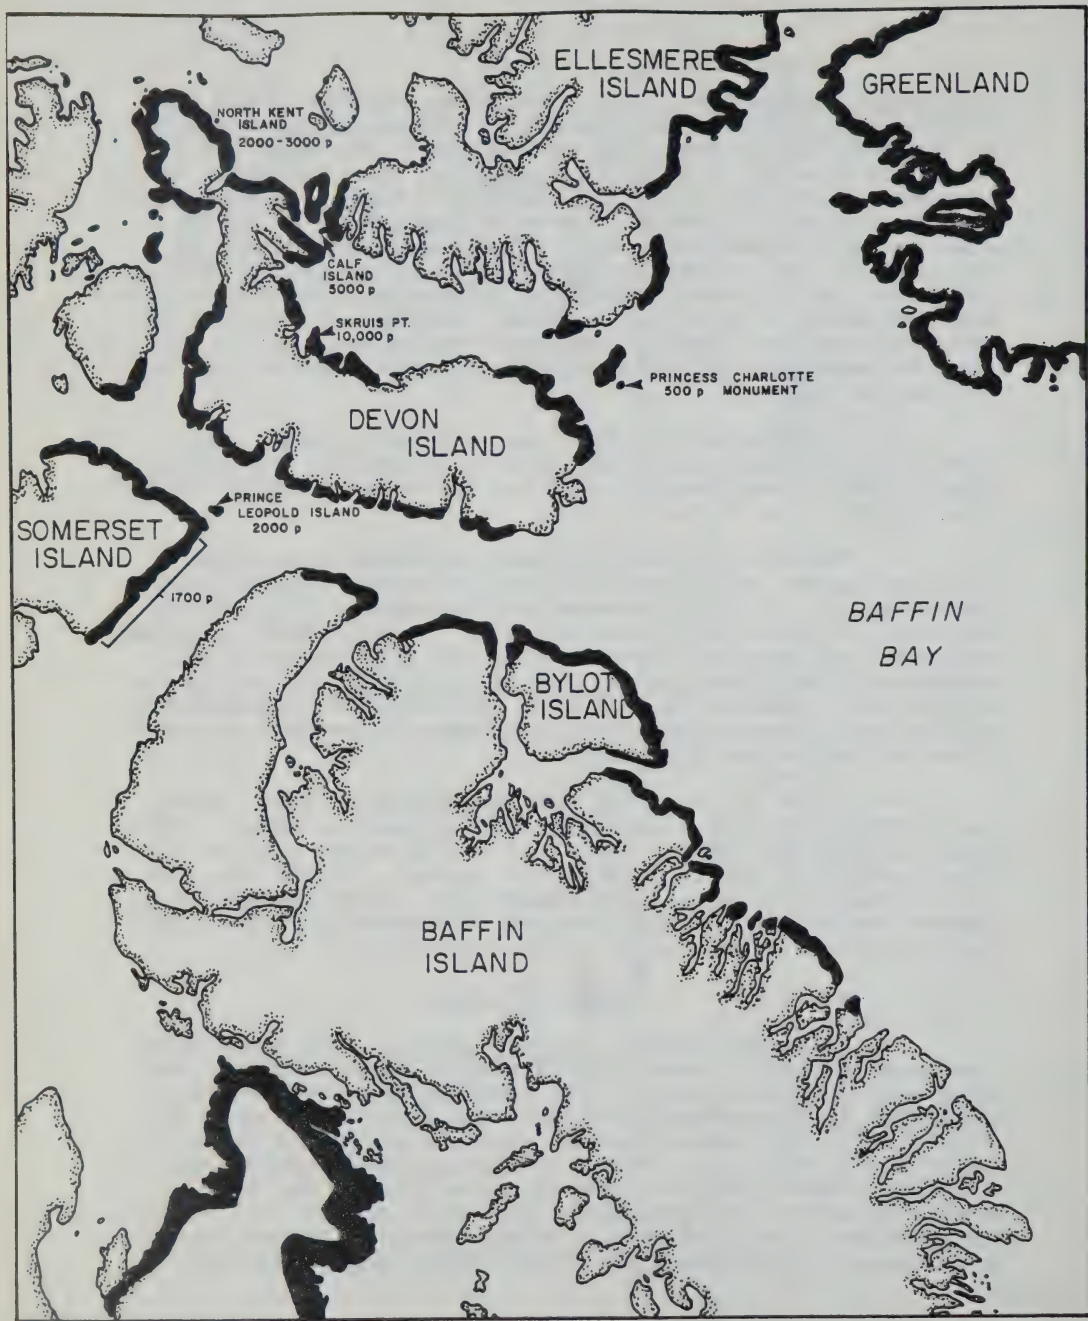 ELLESMERE
ISLAND
GREENLAND
NORTH KENT
ISLAND
2000-3000 p
CALF
ISLAND
5000 p
SKRUIS PT.
10,000 p
PRINCESS CHARLOTTE
500 p MONUMENT
DEVON
ISLAND
PRINCE
LEOPOLD ISLAND
2000 p
SOMERSET
ISLAND
1700 p
BAFFIN
BAY
BYLOT
ISLAND
BAFFIN
ISLAND